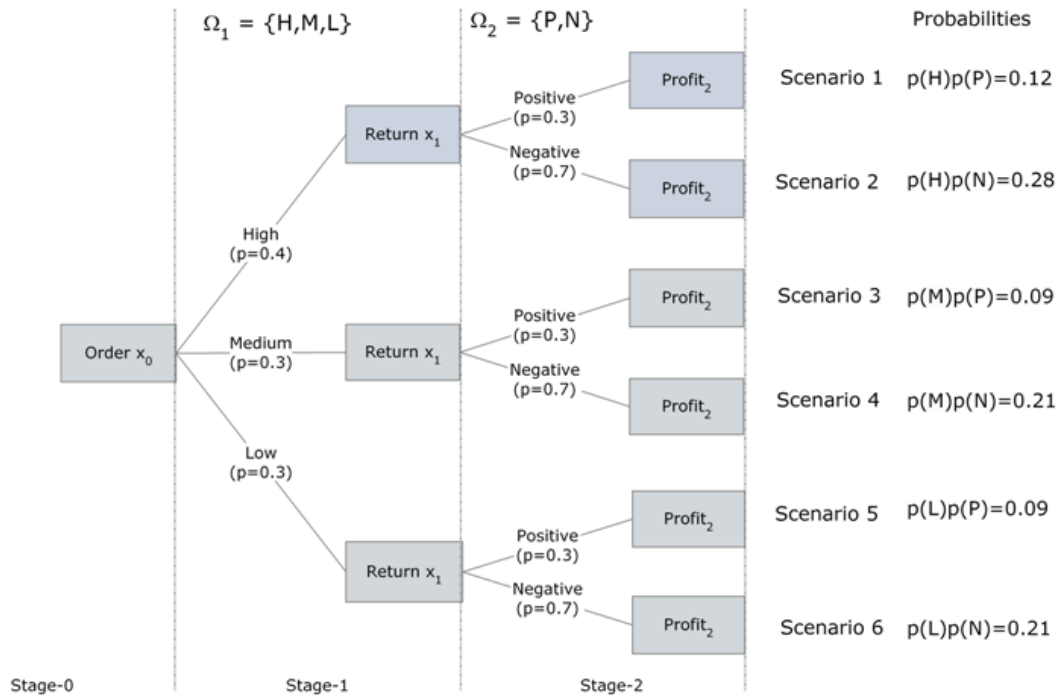 Ω₁ = {H,M,L}
Ω₂ = {P,N}
Probabilities
Profit₂
Scenario 1
p(H)p(P)=0.12
Positive
(p=0.3)
Return x₁
Negative
(p=0.7)
Profit₂
Scenario 2
p(H)p(N)=0.28
High
(p=0.4)
Profit₂
Scenario 3
p(M)p(P)=0.09
Positive
(p=0.3)
Order x₀
Medium
(p=0.3)
Return x₁
Negative
(p=0.7)
Profit₂
Scenario 4
p(M)p(N)=0.21
Low
(p=0.3)
Profit₂
Scenario 5
p(L)p(P)=0.09
Positive
(p=0.3)
Return x₁
Negative
(p=0.7)
Profit₂
Scenario 6
p(L)p(N)=0.21
Stage-0
Stage-1
Stage-2